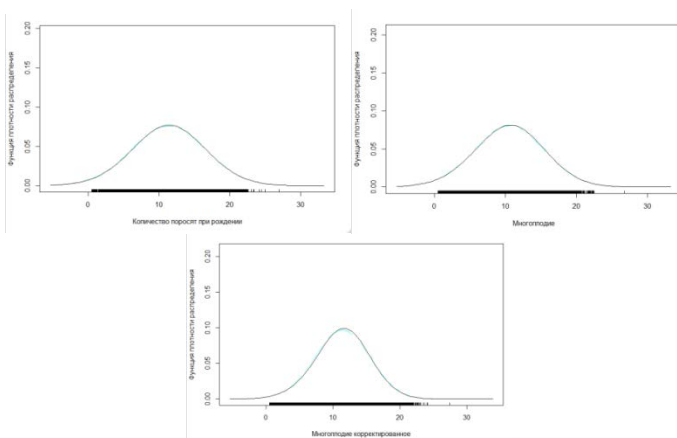 Функция плотности распределения
0.00 0.05 0.10 0.15 0.20
0 10 20 30
Количество поросят при рождении
Функция плотности распределения
0.00 0.05 0.10 0.15 0.20
0 10 20 30
Многоплодие
Функция плотности распределения
0.00 0.05 0.10 0.15 0.20
0 10 20 30
Многоплодие корректированное